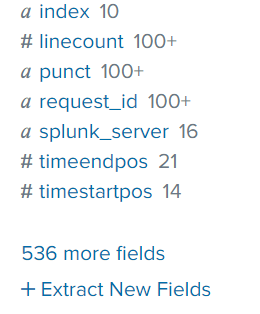 a index 10
# linecount 100+
a punct 100+
a request_id 100+
a splunk_server 16
# timeendpos 21
# timestartpos 14
536 more fields
+ Extract New Fields